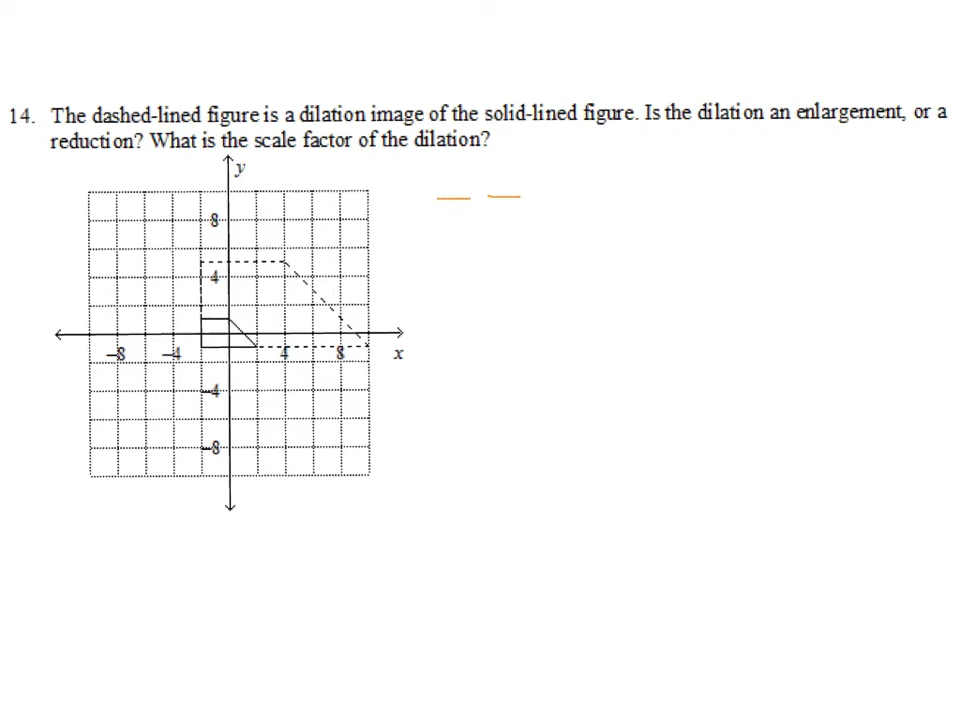 14. The dashed-lined figure is a dilation image of the solid-lined figure. Is the dilation an enlargement, or a
reduction? What is the scale factor of the dilation?
y
8
4
–8 –4 4 8 x
–4
–8